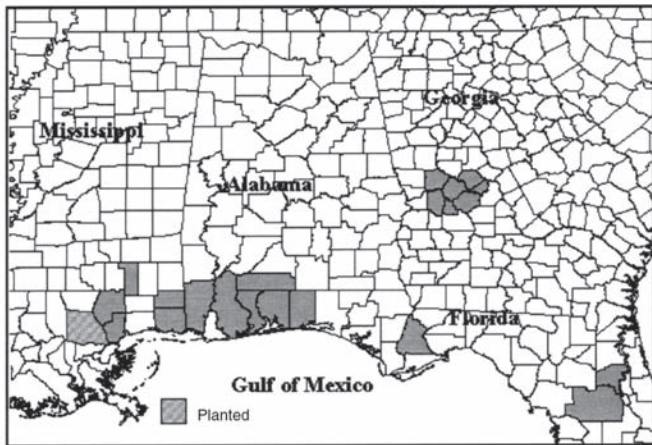 Georgia
Mississippi
Alabama
Florida
Gulf of Mexico
Planted